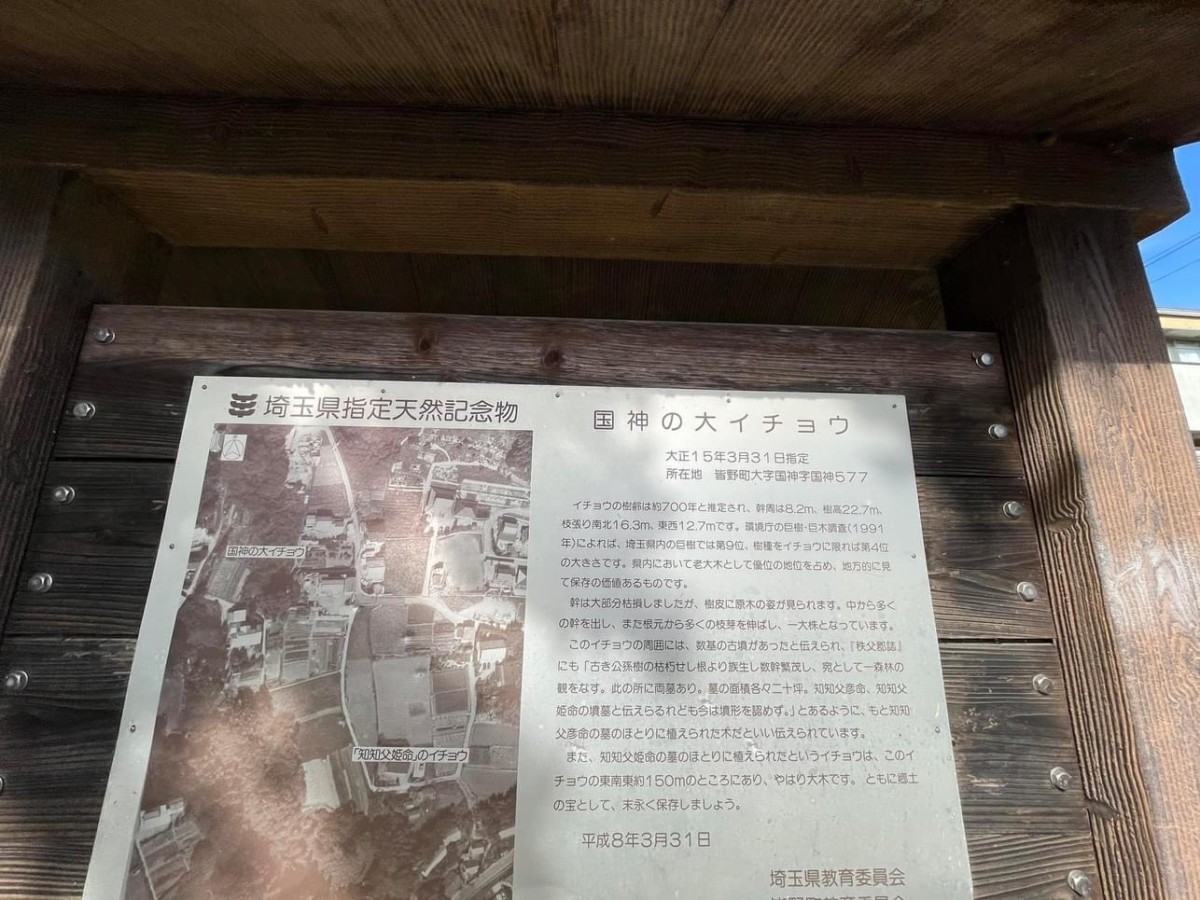 埼玉県指定天然記念物
国神の大イチョウ
「知知父姫命」のイチョウ
国神の大イチョウ
大正15年3月31日指定
所在地 皆野町大字国神字国神577
イチョウの樹齢は約700年と推定され、幹周は8.2m、樹高22.7m、
枝張り南北16.3m、東西12.7mです。環境庁の巨樹・巨木調査(1991
年)によれば、埼玉県内の巨樹では第9位、樹種をイチョウに限れば第4位
の大きさです。県内において老大木として優位の地位を占め、地方的に見
て保存の価値あるものです。
幹は大部分枯損しましたが、樹皮に原木の姿が見られます。中から多く
の幹を出し、また根元から多くの枝芽を伸ばし、一大株となっています。
このイチョウの周囲には、数基の古墳があったと伝えられ、『秩父郡誌』
にも「古き公孫樹の枯朽せし根より族生し数幹繁茂し、宛として一森林の
観をなす。此の所に両墓あり。墓の面積各々二十坪。知知父彦命、知知父
姫命の墳墓と伝えらるれども今は墳形を認めず。」とあるように、もと知知
父彦命の墓のほとりに植えられた木だといい伝えられています。
また、知知父姫命の墓のほとりに植えられたというイチョウは、このイ
チョウの東南東約150mのところにあり、やはり大木です。ともに郷土
の宝として、末永く保存しましょう。
平成8年3月31日
埼玉県教育委員会
皆野町教育委員会